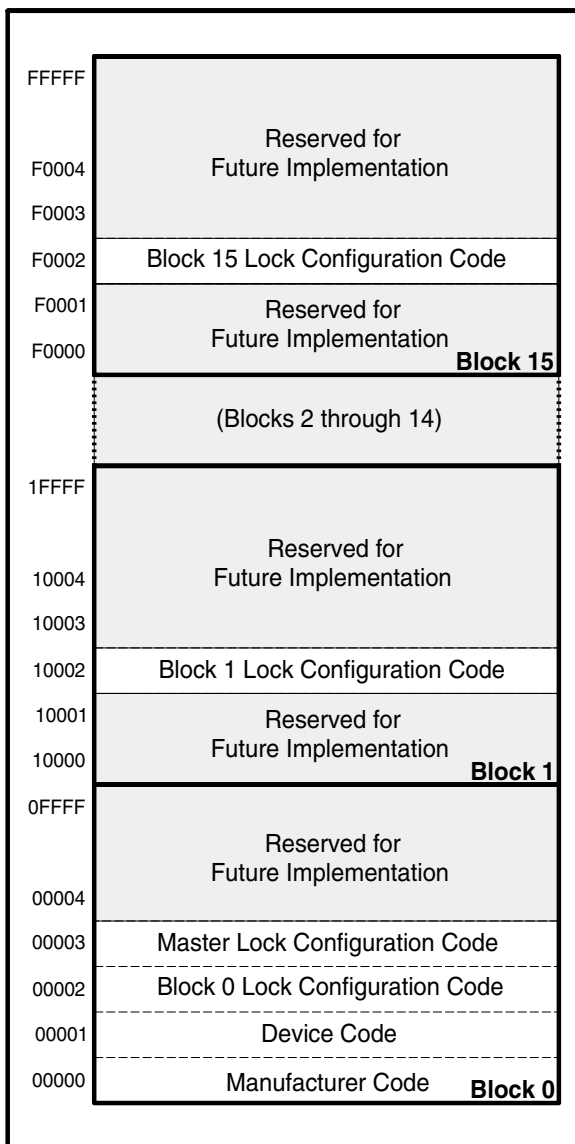 FFFFF
Reserved for
Future Implementation
F0004
F0003
F0002
Block 15 Lock Configuration Code
F0001
Reserved for
Future Implementation
F0000
Block 15
(Blocks 2 through 14)
1FFFF
Reserved for
Future Implementation
10004
10003
10002
Block 1 Lock Configuration Code
10001
Reserved for
Future Implementation
10000
Block 1
0FFFF
Reserved for
Future Implementation
00004
00003
Master Lock Configuration Code
00002
Block 0 Lock Configuration Code
00001
Device Code
00000
Manufacturer Code
Block 0